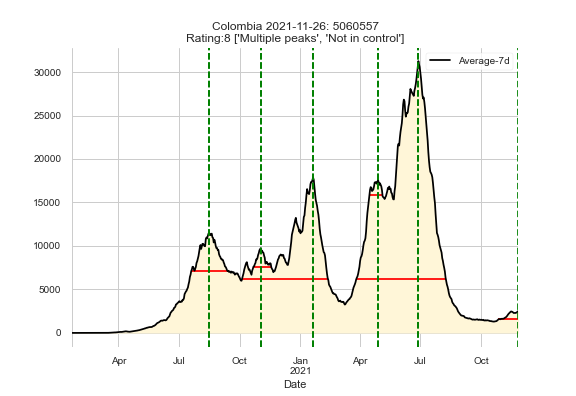 Colombia 2021-11-26: 5060557
Rating:8 ['Multiple peaks', 'Not in control']
Average-7d
30000
25000
20000
15000
10000
5000
0
Apr Jul Oct Jan Apr Jul Oct
2021
Date